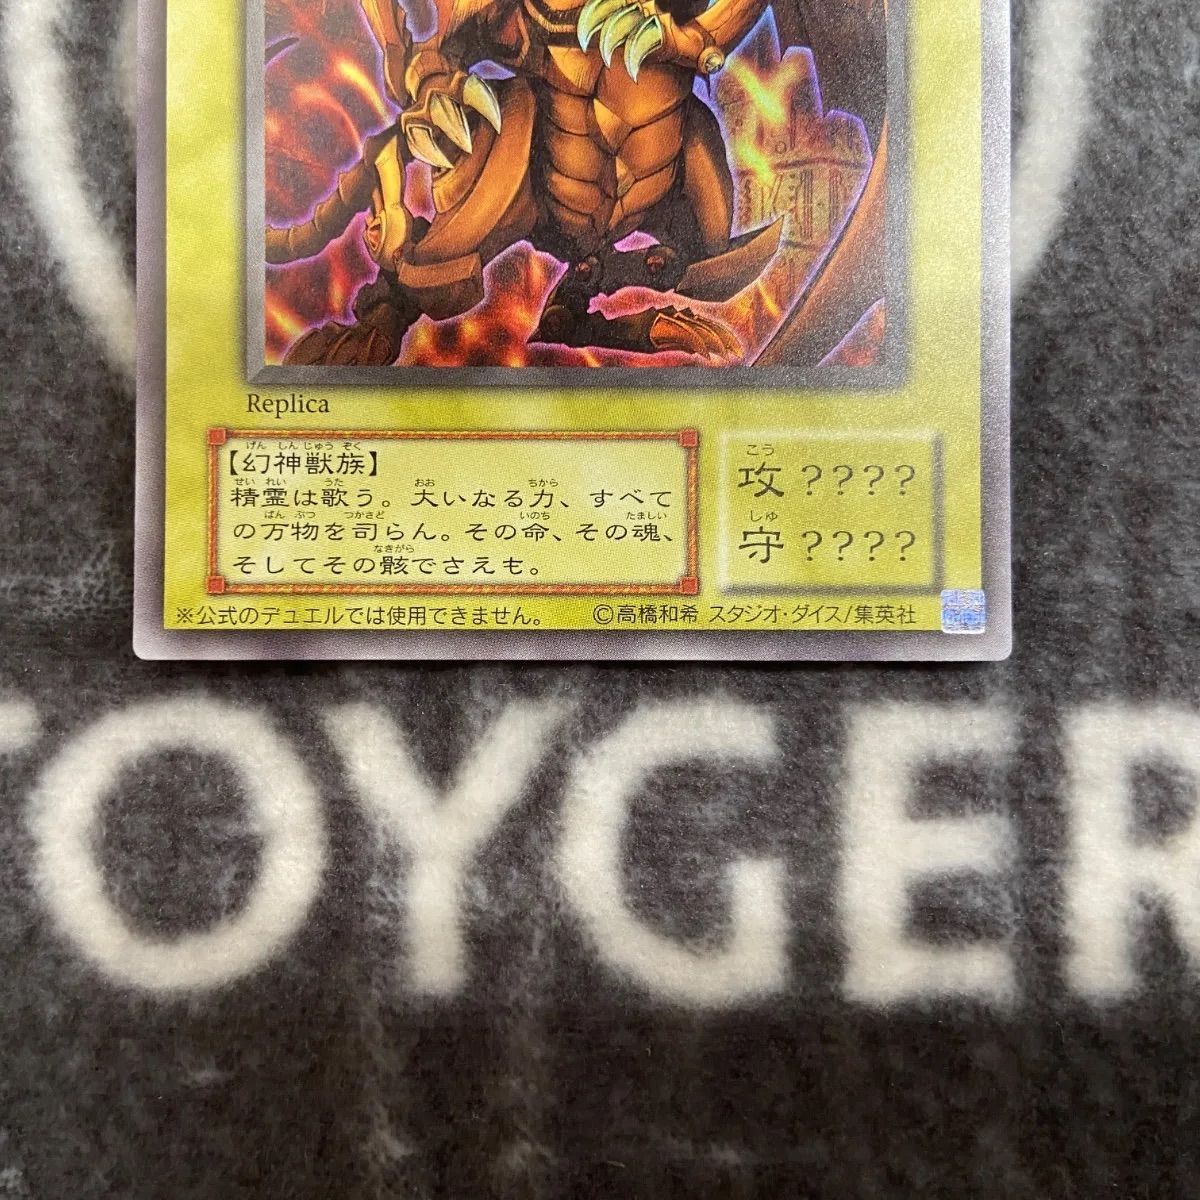 Replica
【幻神獣族】
精霊は歌う。大いなる力、すべて
の万物を司らん。その命、その魂、
そしてその骸でさえも。
攻????
守????
※公式のデュエルでは使用できません。
©高橋和希 スタジオ・ダイス/集英社
TOYGER